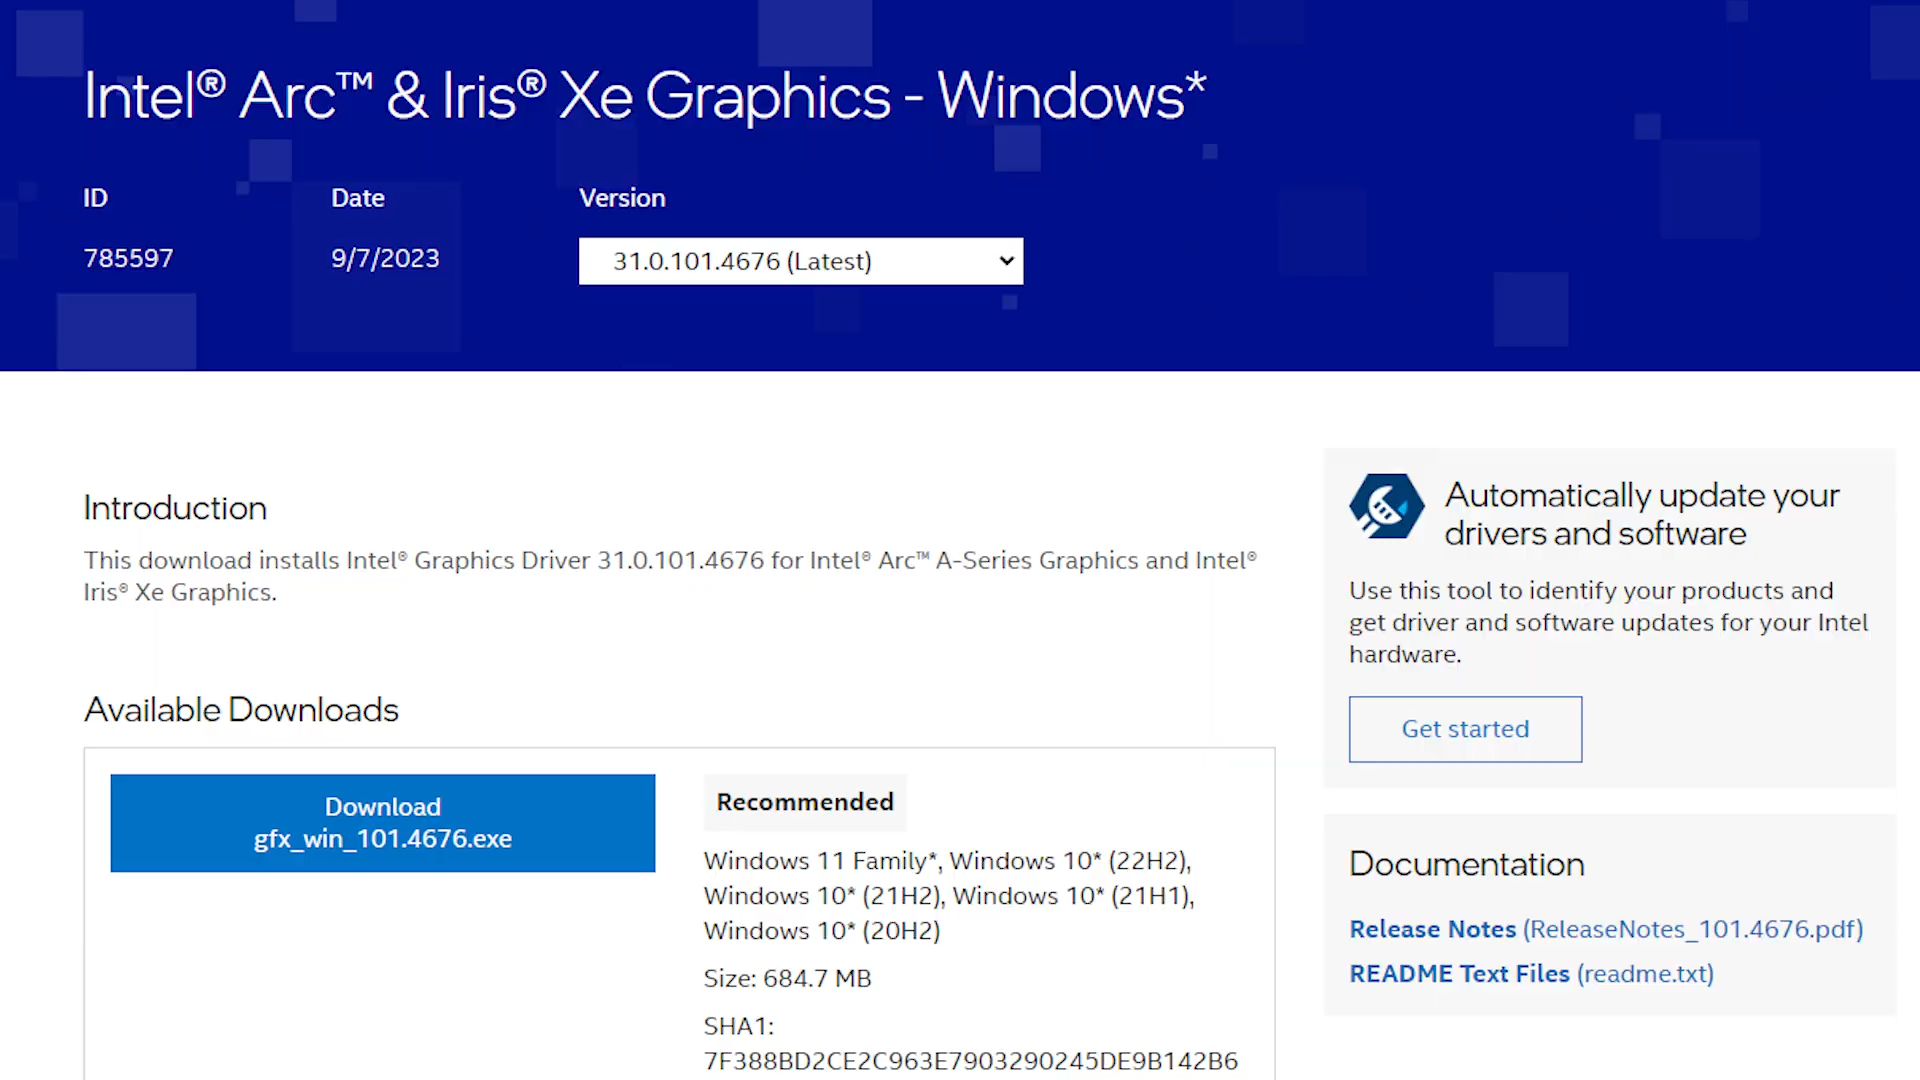 Intel® Arc™ & Iris® Xe Graphics - Windows*
ID
Date
Version
785597
9/7/2023
31.0.101.4676 (Latest)
Introduction
This download installs Intel® Graphics Driver 31.0.101.4676 for Intel® Arc™ A-Series Graphics and Intel®
Iris® Xe Graphics.
Available Downloads
Download
gfx_win_101.4676.exe
Recommended
Windows 11 Family*, Windows 10* (22H2),
Windows 10* (21H2), Windows 10* (21H1),
Windows 10* (20H2)
Size: 684.7 MB
SHA1:
7F388BD2CE2C963E7903290245DE9B142B6
Automatically update your
drivers and software
Use this tool to identify your products and
get driver and software updates for your Intel
hardware.
Get started
Documentation
Release Notes (ReleaseNotes_101.4676.pdf)
README Text Files (readme.txt)